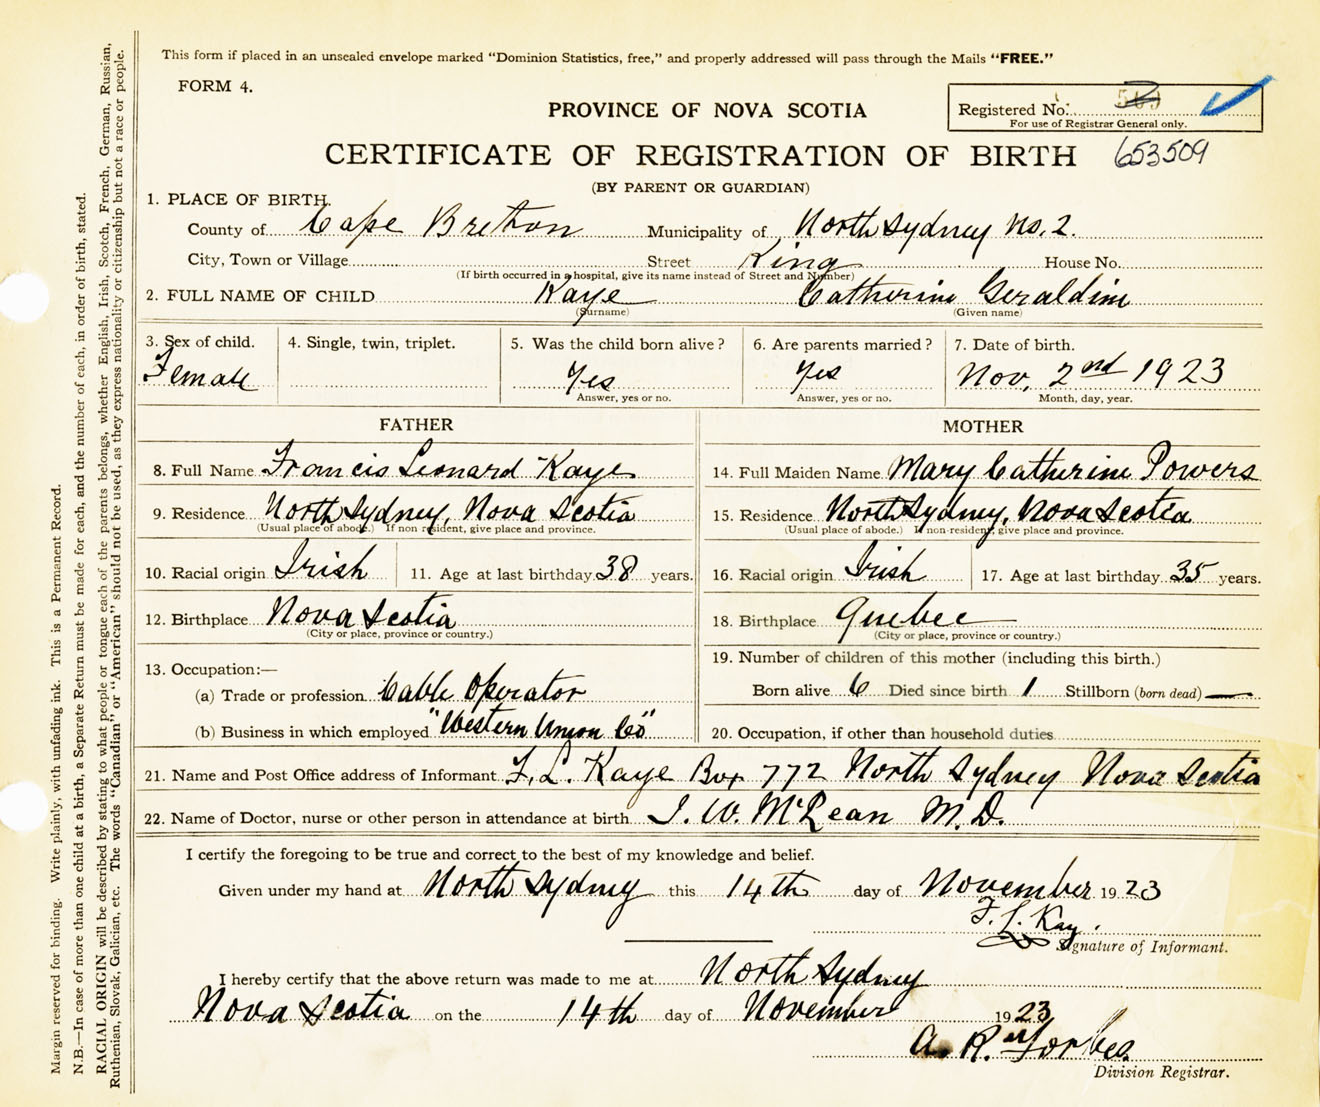 This form if placed in an unsealed envelope marked "Dominion Statistics, free," and properly addressed will pass through the Mails "FREE."
FORM 4.
PROVINCE OF NOVA SCOTIA
Registered No.
For use of Registrar General only.
CERTIFICATE OF REGISTRATION OF BIRTH 653509
(BY PARENT OR GUARDIAN)
1. PLACE OF BIRTH.
County of Cape Breton Municipality of North Sydney No. 2.
City, Town or Village Street King House No.
(If birth occurred in a hospital, give its name instead of Street and Number)
2. FULL NAME OF CHILD Kaye Catherine Geraldine
(Surname) (Given name)
3. Sex of child. 4. Single, twin, triplet. 5. Was the child born alive? 6. Are parents married? 7. Date of birth.
Female Yes Yes Nov. 2nd 1923
Answer, yes or no. Answer, yes or no. Month, day, year.
FATHER
8. Full Name Francis Leonard Kaye
9. Residence North Sydney, Nova Scotia
(Usual place of abode.) If non resident, give place and province.
10. Racial origin Irish 11. Age at last birthday 38 years.
12. Birthplace Nova Scotia
(City or place, province or country.)
13. Occupation:—
(a) Trade or profession Cable Operator
(b) Business in which employed "Western Union Co"
MOTHER
14. Full Maiden Name Mary Catherine Powers
15. Residence North Sydney, Nova Scotia
(Usual place of abode.) If non-resident, give place and province.
16. Racial origin Irish 17. Age at last birthday 35 years.
18. Birthplace Quebec
(City or place, province or country.)
19. Number of children of this mother (including this birth.)
Born alive 6 Died since birth 1 Stillborn (born dead) —
20. Occupation, if other than household duties
21. Name and Post Office address of Informant F. L. Kaye Box 772 North Sydney Nova Scotia
22. Name of Doctor, nurse or other person in attendance at birth J. W. McLean M. D.
I certify the foregoing to be true and correct to the best of my knowledge and belief.
Given under my hand at North Sydney this 14th day of November 1923
F. L. Kay.
Signature of Informant.
I hereby certify that the above return was made to me at North Sydney
Nova Scotia on the 14th day of November 1923
A. R. Forbes
Division Registrar.
Margin reserved for binding. Write plainly, with unfading ink. This is a Permanent Record.
N.B.—In case of more than one child at a birth, a Separate Return must be made for each, and the number of each, in order of birth, stated.
RACIAL ORIGIN will be described by stating to what people or tongue each of the parents belongs, whether English, Irish, Scotch, French, German, Russian,
Ruthenian, Slovak, Galician, etc. The words "Canadian" or "American" should not be used, as they express nationality or citizenship but not a race or people.